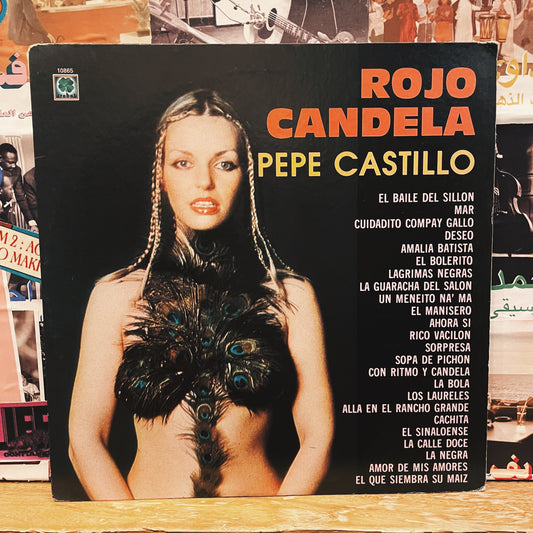 10865
ROJO
CANDELA
PEPE CASTILLO
EL BAILE DEL SILLON
MAR
CUIDADITO COMPAY GALLO
DESEO
AMALIA BATISTA
EL BOLERITO
LAGRIMAS NEGRAS
LA GUARACHA DEL SALON
UN MENEITO NA' MA
EL MANISERO
AHORA SI
RICO VACILON
SORPRESA
SOPA DE PICHON
CON RITMO Y CANDELA
LA BOLA
LOS LAURELES
ALLA EN EL RANCHO GRANDE
CACHITA
EL SINALOENSE
LA CALLE DOCE
LA NEGRA
AMOR DE MIS AMORES
EL QUE SIEMBRA SU MAIZ